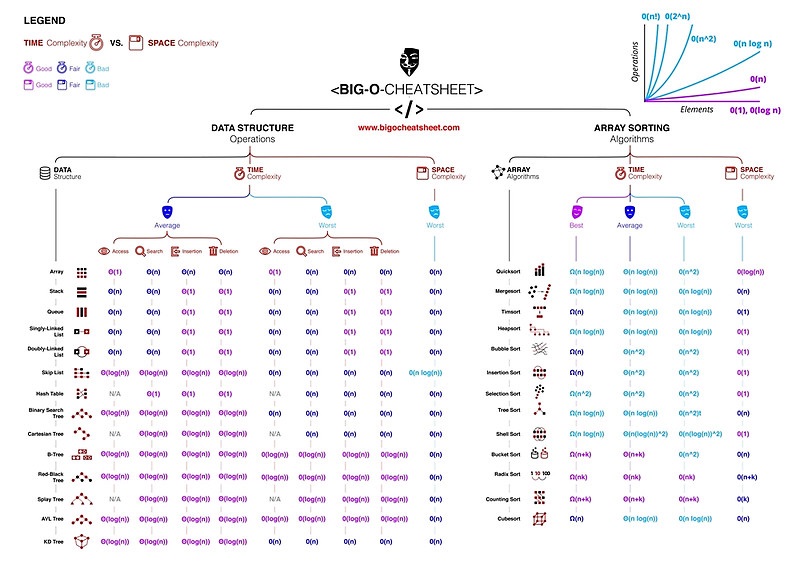 LEGEND
TIME Complexity VS. SPACE Complexity
Good Fair Bad
Good Fair Bad
<BIG-O-CHEATSHEET>
</>
www.bigocheatsheet.com
O(n!) O(2^n)
O(n^2)
O(n log n)
O(n)
O(1), O(log n)
Operations
Elements
DATA STRUCTURE
Operations
DATA
Structure
TIME
Complexity
SPACE
Complexity
Average Worst Worst
Access Search Insertion Deletion Access Search Insertion Deletion
Array Θ(1) Θ(n) Θ(n) Θ(n) O(1) O(n) O(n) O(n) O(n)
Stack Θ(n) Θ(n) Θ(1) Θ(1) O(n) O(n) O(1) O(1) O(n)
Queue Θ(n) Θ(n) Θ(1) Θ(1) O(n) O(n) O(1) O(1) O(n)
Singly-Linked
List Θ(n) Θ(n) Θ(1) Θ(1) O(n) O(n) O(1) O(1) O(n)
Doubly-Linked
List Θ(n) Θ(n) Θ(1) Θ(1) O(n) O(n) O(1) O(1) O(n)
Skip List Θ(log(n)) Θ(log(n)) Θ(log(n)) Θ(log(n)) O(n) O(n) O(n) O(n) O(n log(n))
Hash Table N/A Θ(1) Θ(1) Θ(1) N/A O(n) O(n) O(n) O(n)
Binary Search
Tree Θ(log(n)) Θ(log(n)) Θ(log(n)) Θ(log(n)) O(n) O(n) O(n) O(n) O(n)
Cartesian Tree N/A Θ(log(n)) Θ(log(n)) Θ(log(n)) N/A O(n) O(n) O(n) O(n)
B-Tree Θ(log(n)) Θ(log(n)) Θ(log(n)) Θ(log(n)) O(log(n)) O(log(n)) O(log(n)) O(log(n)) O(n)
Red-Black
Tree Θ(log(n)) Θ(log(n)) Θ(log(n)) Θ(log(n)) O(log(n)) O(log(n)) O(log(n)) O(log(n)) O(n)
Splay Tree N/A Θ(log(n)) Θ(log(n)) Θ(log(n)) N/A O(log(n)) O(log(n)) O(log(n)) O(n)
AYL Tree Θ(log(n)) Θ(log(n)) Θ(log(n)) Θ(log(n)) O(log(n)) O(log(n)) O(log(n)) O(log(n)) O(n)
KD Tree Θ(log(n)) Θ(log(n)) Θ(log(n)) Θ(log(n)) O(n) O(n) O(n) O(n) O(n)
ARRAY SORTING
Algorithms
ARRAY
Algorithms
TIME
Complexity
SPACE
Complexity
Best Average Worst Worst
Quicksort Ω(n log(n)) Θ(n log(n)) O(n^2) O(log(n))
Mergesort Ω(n log(n)) Θ(n log(n)) O(n log(n)) O(n)
Timsort Ω(n) Θ(n log(n)) O(n log(n)) O(1)
Heapsort Ω(n log(n)) Θ(n log(n)) O(n log(n)) O(1)
Bubble Sort Ω(n) Θ(n^2) O(n^2) O(1)
Insertion Sort Ω(n) Θ(n^2) O(n^2) O(1)
Selection Sort Ω(n^2) Θ(n^2) O(n^2) O(1)
Tree Sort Ω(n log(n)) Θ(n log(n)) O(n^2)t O(n)
Shell Sort Ω(n log(n)) Θ(n(log(n))^2) O(n(log(n))^2) O(1)
Bucket Sort Ω(n+k) Θ(n+k) O(n^2) O(n)
Radix Sort 1 10 100 Ω(nk) Θ(nk) O(nk) O(n+k)
Counting Sort Ω(n+k) Θ(n+k) O(n+k) O(k)
Cubesort Ω(n) Θ(n log(n)) O(n log(n)) O(n)